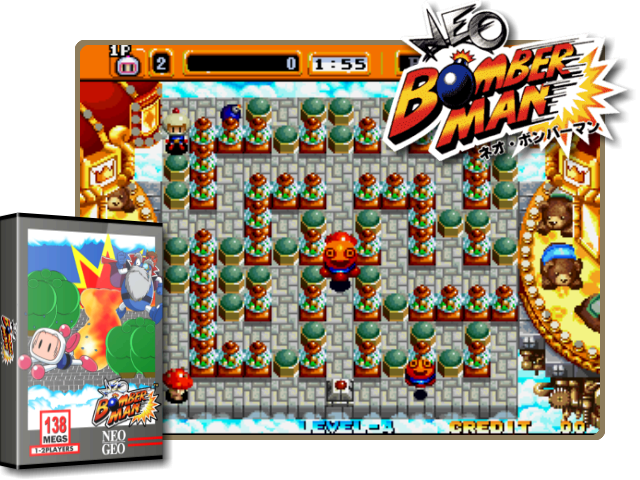 NEO
BOMBER
MAN
ネオ・ボンバーマン
1P
2
0
1:55
LEVEL-4
CREDIT 00
BOMBER
MAN
138
MEGS
1-2PLAYERS
NEO
GEO